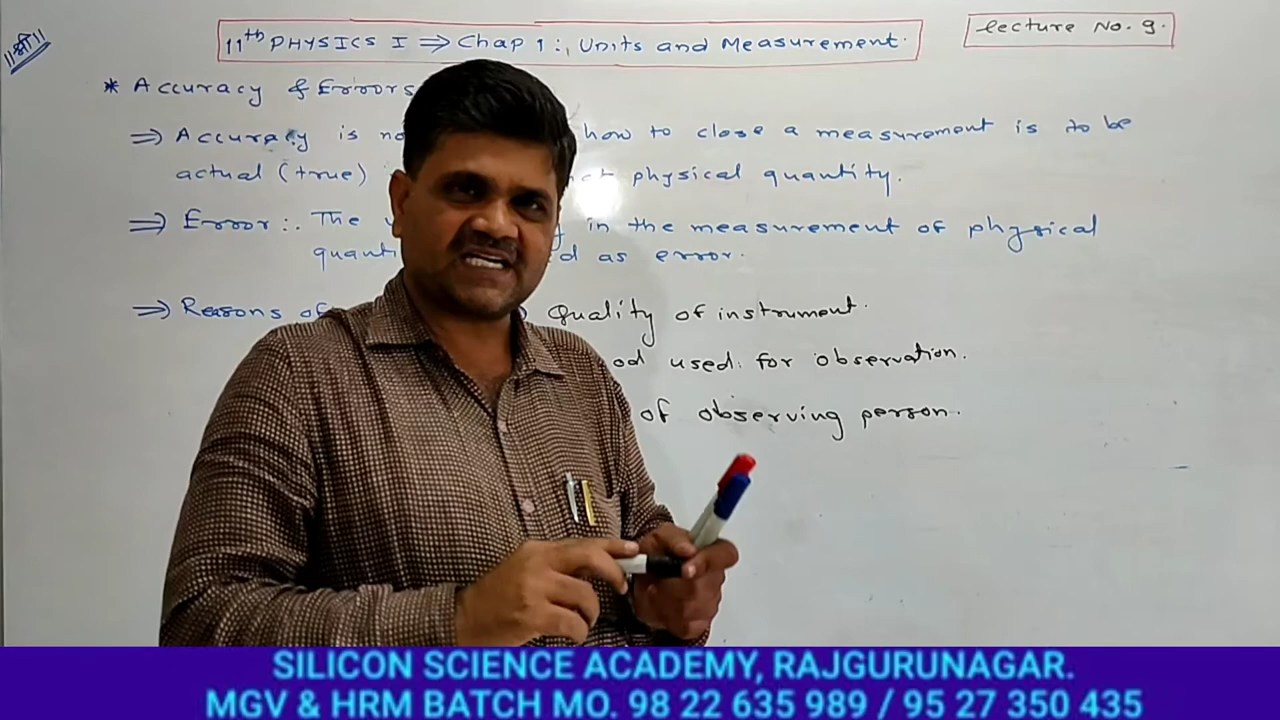 ॥श्री॥
11th PHYSICS I ⇒ Chap 1:, Units and Measurement.
Lecture No. 9.
* Accuracy & Errors
⇒ Accuracy is how to close a measurement is to be
actual (true) physical quantity.
⇒ Error:. The in the measurement of physical
as error.
⇒ Reasons of Quality of instrument.
used. for observation.
of observing person.
SILICON SCIENCE ACADEMY, RAJGURUNAGAR.
MGV & HRM BATCH MO. 98 22 635 989 / 95 27 350 435